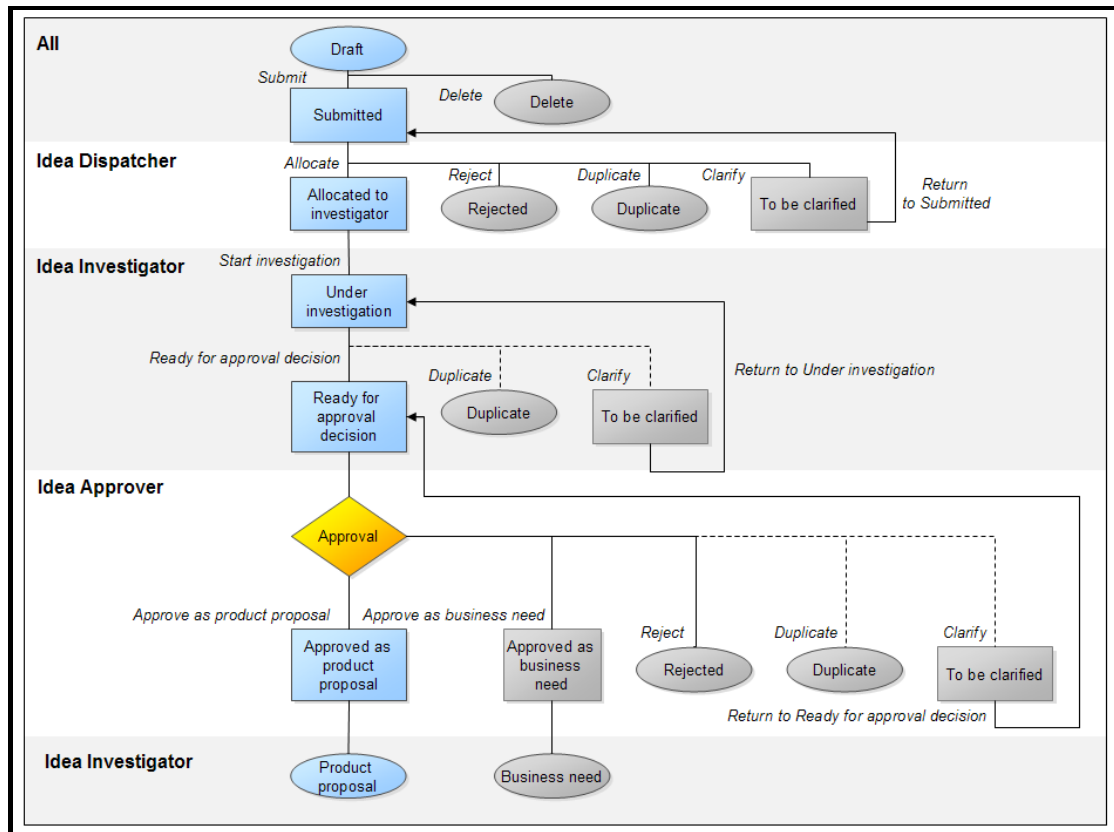 All
Draft
Submit
Delete
Delete
Submitted
Idea Dispatcher
Allocate
Reject
Duplicate
Clarify
Allocated to
investigator
Rejected
Duplicate
To be clarified
Return
to Submitted
Idea Investigator
Start investigation
Under
investigation
Ready for approval decision
Duplicate
Clarify
Return to Under investigation
Ready for
approval
decision
Duplicate
To be clarified
Idea Approver
Approval
Approve as product proposal
Approve as business need
Reject
Duplicate
Clarify
Approved as
product
proposal
Approved as
business
need
Rejected
Duplicate
To be clarified
Return to Ready for approval decision
Idea Investigator
Product
proposal
Business need